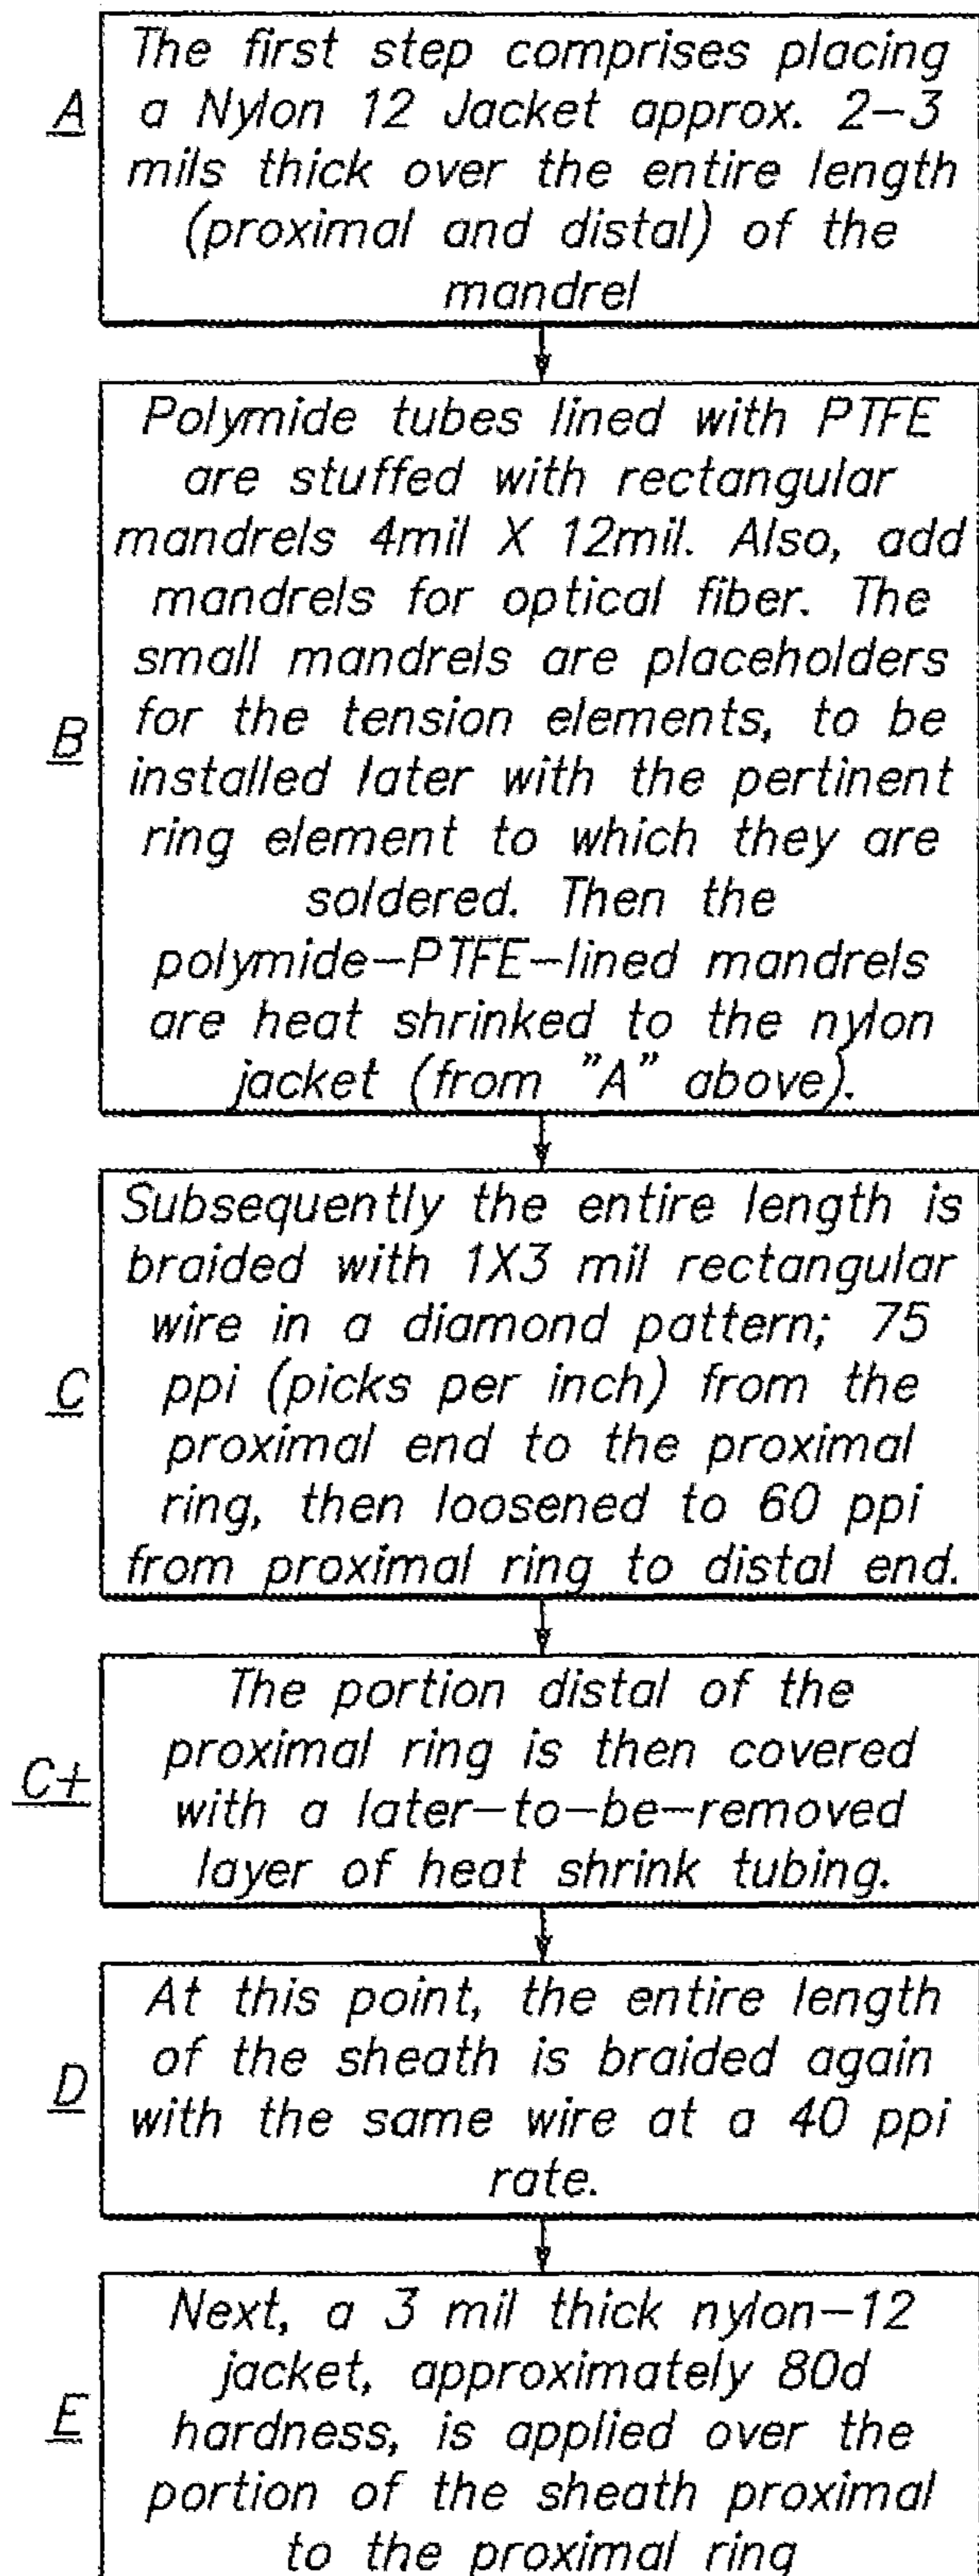 A
The first step comprises placing
a Nylon 12 Jacket approx. 2-3
mils thick over the entire length
(proximal and distal) of the
mandrel
B
Polymide tubes lined with PTFE
are stuffed with rectangular
mandrels 4mil X 12mil. Also, add
mandrels for optical fiber. The
small mandrels are placeholders
for the tension elements, to be
installed later with the pertinent
ring element to which they are
soldered. Then the
polymide-PTFE-lined mandrels
are heat shrinked to the nylon
jacket (from "A" above).
C
Subsequently the entire length is
braided with 1X3 mil rectangular
wire in a diamond pattern; 75
ppi (picks per inch) from the
proximal end to the proximal
ring, then loosened to 60 ppi
from proximal ring to distal end.
C+
The portion distal of the
proximal ring is then covered
with a later-to-be-removed
layer of heat shrink tubing.
D
At this point, the entire length
of the sheath is braided again
with the same wire at a 40 ppi
rate.
E
Next, a 3 mil thick nylon-12
jacket, approximately 80d
hardness, is applied over the
portion of the sheath proximal
to the proximal ring